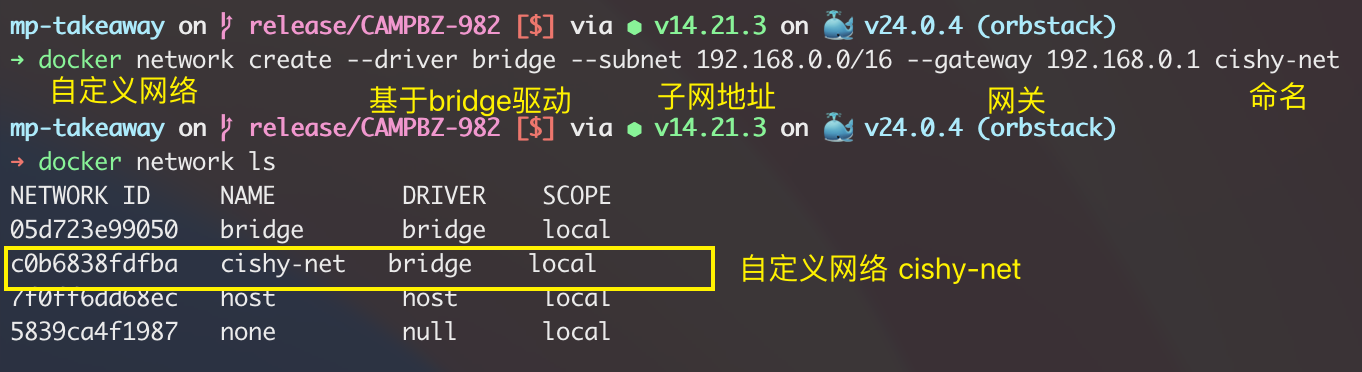 mp-takeaway on release/CAMPBZ-982 [$] via ⬢ v14.21.3 on 🐳 v24.0.4 (orbstack)
→ docker network create --driver bridge --subnet 192.168.0.0/16 --gateway 192.168.0.1 cishy-net
自定义网络 基于bridge驱动 子网地址 网关 命名
mp-takeaway on release/CAMPBZ-982 [$] via ⬢ v14.21.3 on 🐳 v24.0.4 (orbstack)
→ docker network ls
NETWORK ID NAME DRIVER SCOPE
05d723e99050 bridge bridge local
c0b6838fdfba cishy-net bridge local 自定义网络 cishy-net
7f0ff6dd68ec host host local
5839ca4f1987 none null local